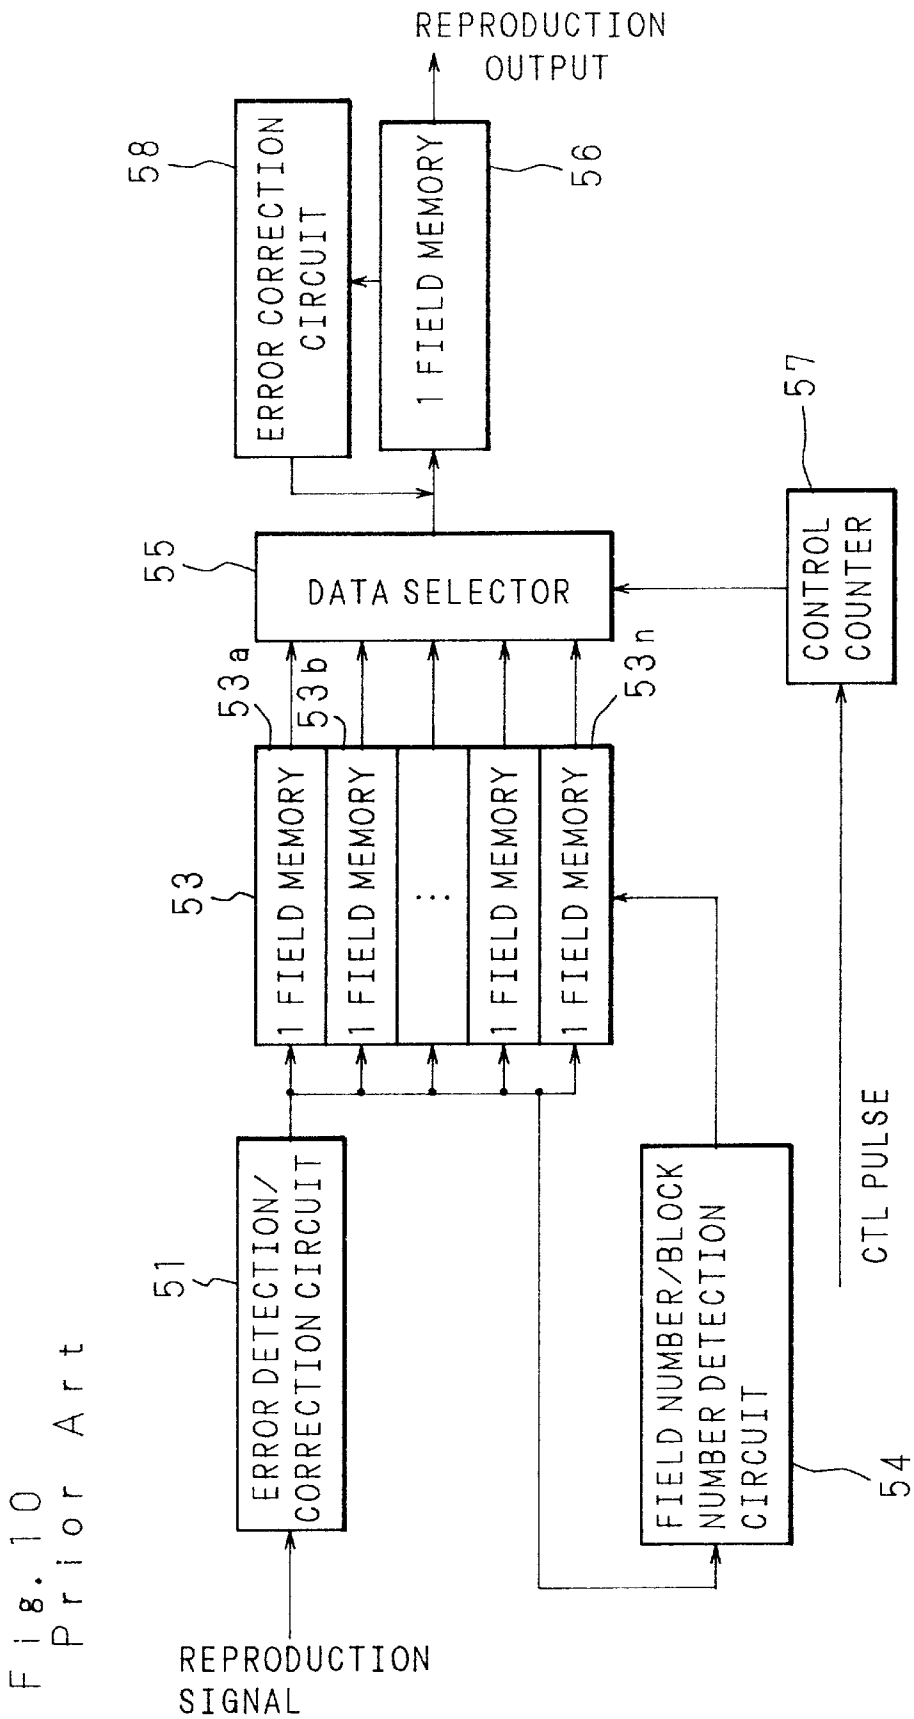 Fig. 10
Prior Art
REPRODUCTION
SIGNAL
51
ERROR DETECTION/
CORRECTION CIRCUIT
53
53a
1 FIELD MEMORY
53b
1 FIELD MEMORY
...
1 FIELD MEMORY
1 FIELD MEMORY
53n
FIELD NUMBER/BLOCK
NUMBER DETECTION
CIRCUIT
54
55
DATA SELECTOR
CTL PULSE
CONTROL
COUNTER
57
58
ERROR CORRECTION
CIRCUIT
1 FIELD MEMORY
56
REPRODUCTION
OUTPUT